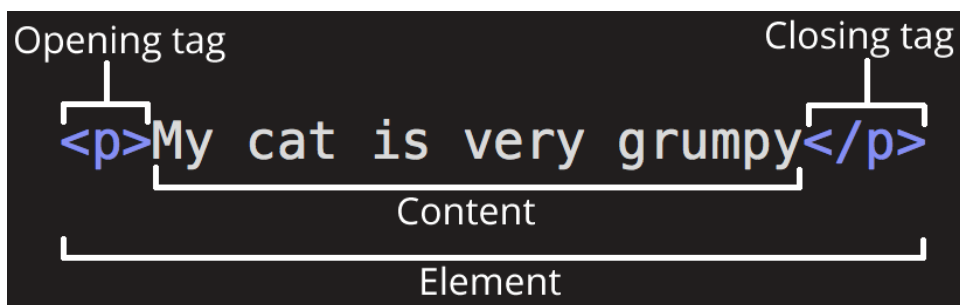 Opening tag
Closing tag
<p>My cat is very grumpy</p>
Content
Element